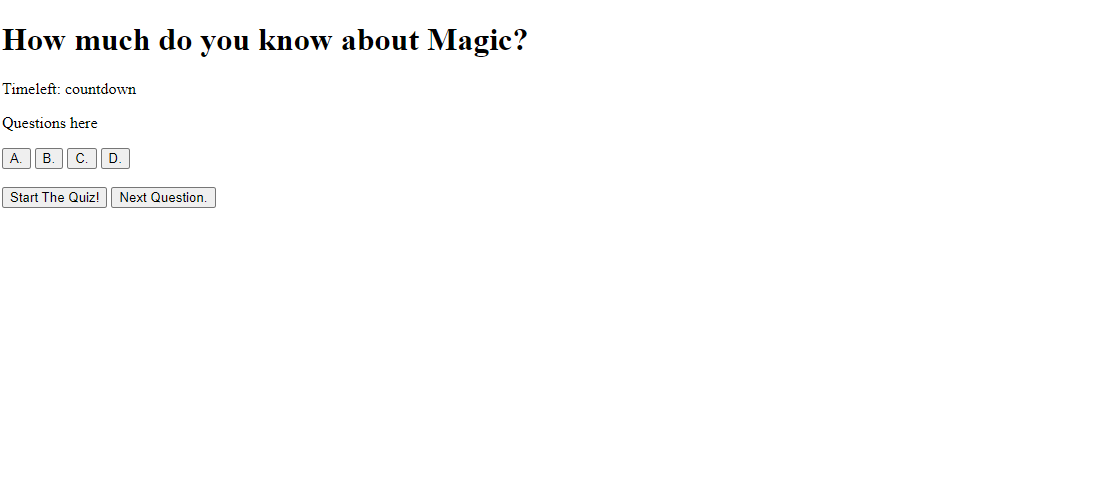 How much do you know about Magic?
Timeleft: countdown
Questions here
A. B. C. D.
Start The Quiz! Next Question.